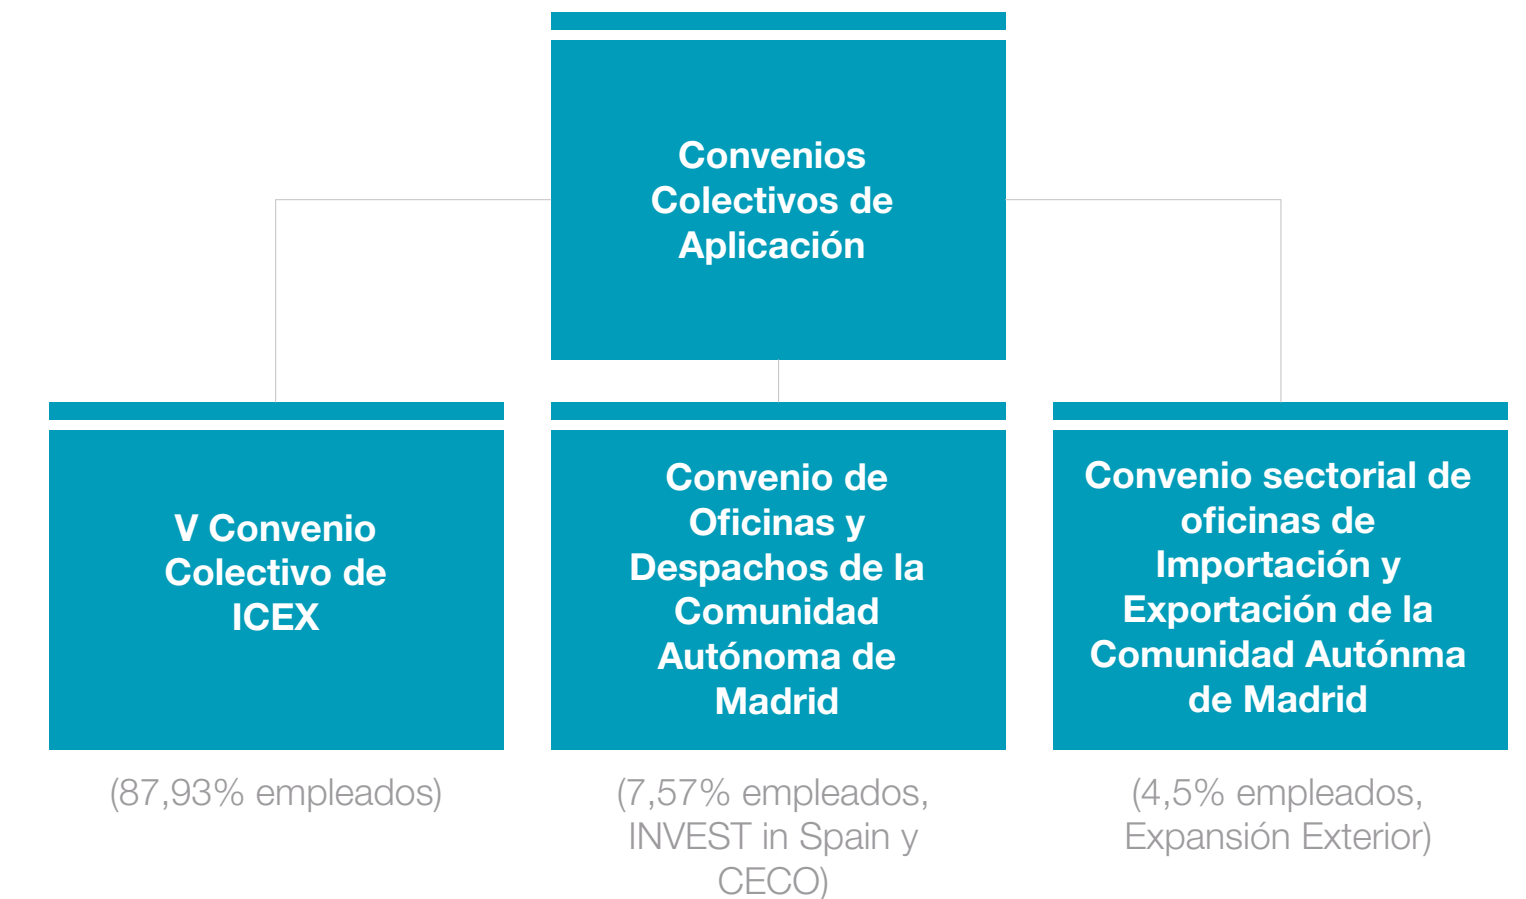 Convenios
Colectivos de
Aplicación
V Convenio
Colectivo de
ICEX
(87,93% empleados)
Convenio de
Oficinas y
Despachos de la
Comunidad
Autónoma de
Madrid
(7,57% empleados,
INVEST in Spain y
CECO)
Convenio sectorial de
oficinas de
Importación y
Exportación de la
Comunidad Autónma
de Madrid
(4,5% empleados,
Expansión Exterior)